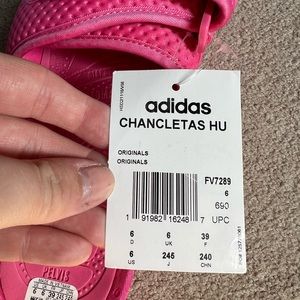 adidas
CHANCLETAS HU
ORIGINALS
ORIGINALS
FV7289
6
690
1 91982 16248 7 UPC
6 6 39
D UK F
6 245 240
US J CHN
PELVIS